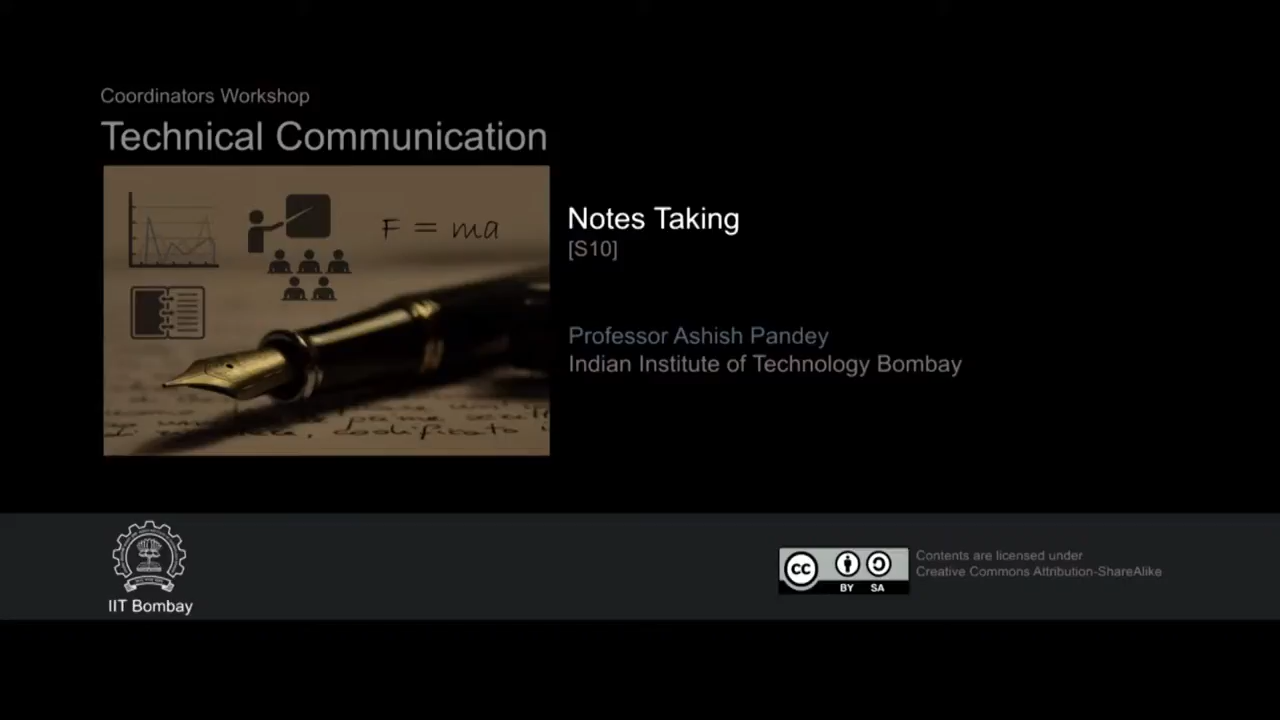 Coordinators Workshop
Technical Communication
F = ma
Notes Taking
[S10]
Professor Ashish Pandey
Indian Institute of Technology Bombay
IIT Bombay
cc
BY SA
Contents are licensed under
Creative Commons Attribution-ShareAlike